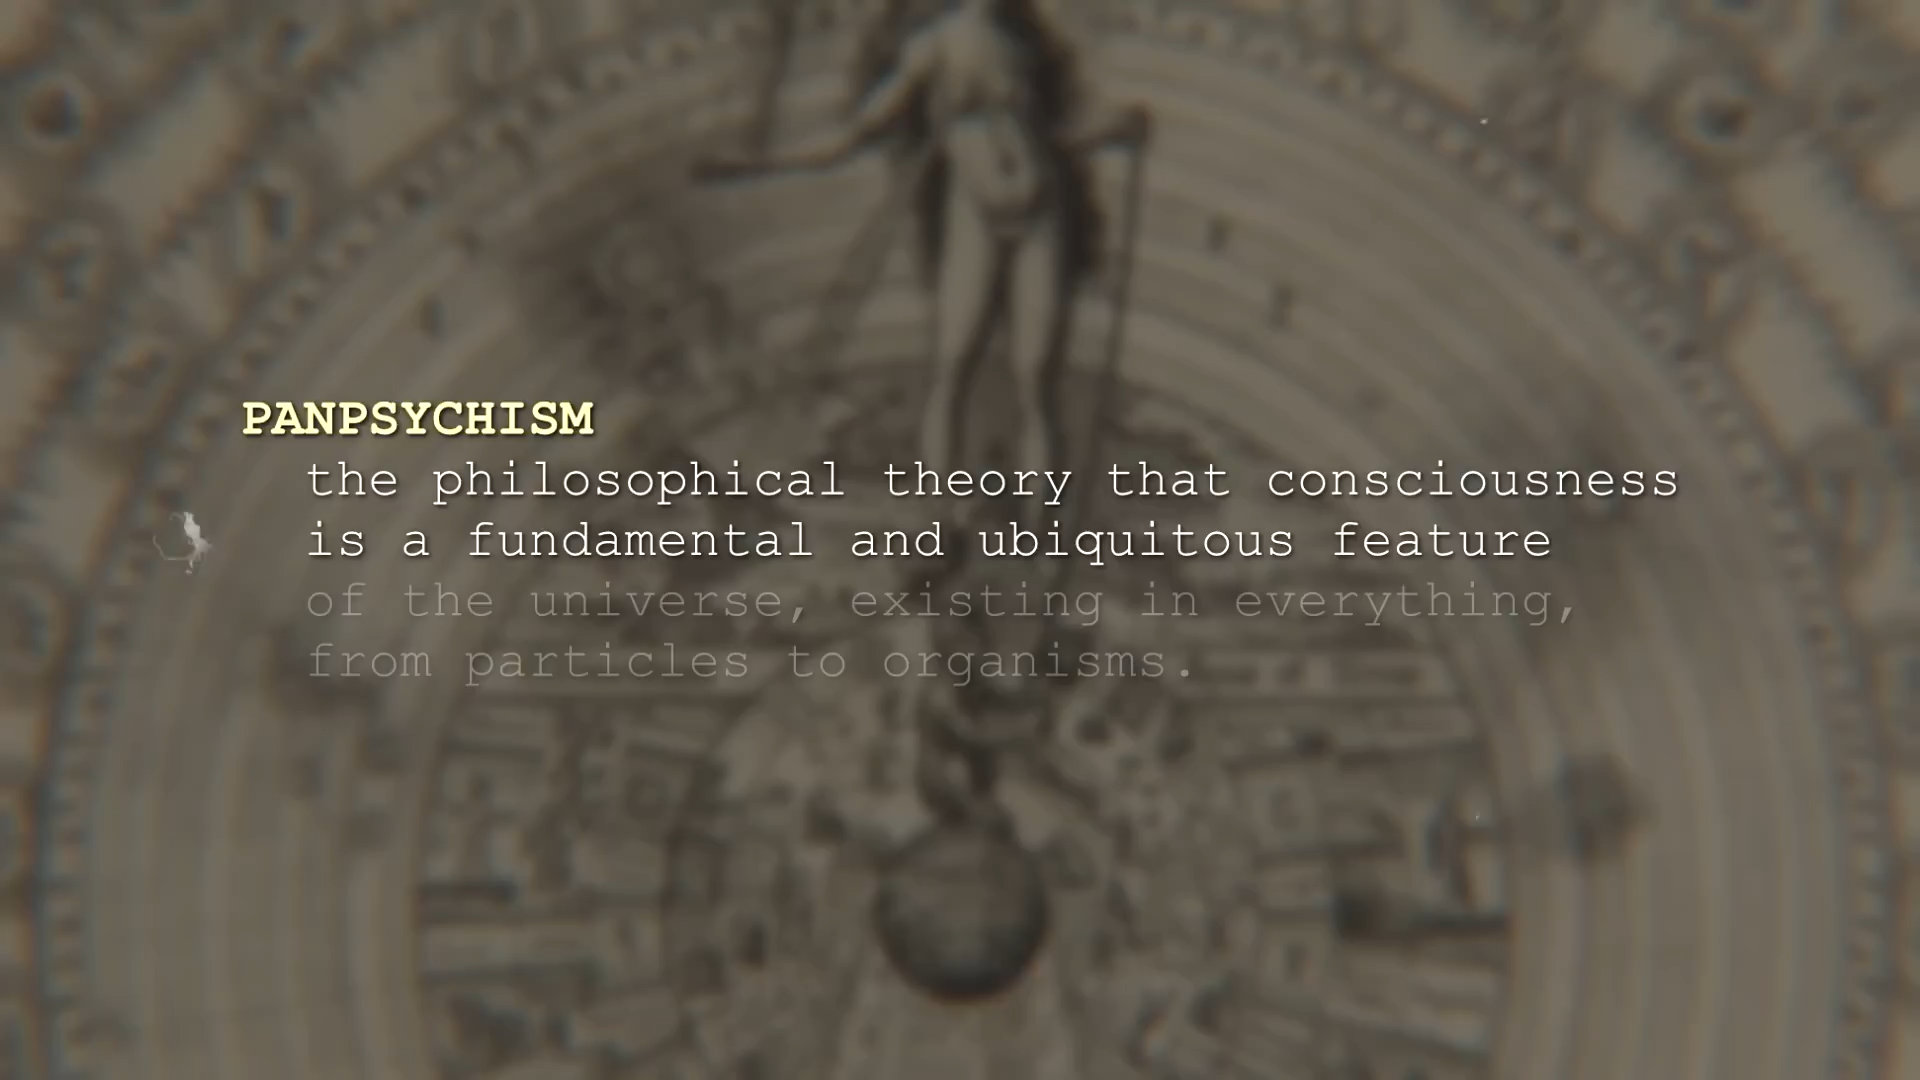 PANPSYCHISM
the philosophical theory that consciousness
is a fundamental and ubiquitous feature
of the universe, existing in everything,
from particles to organisms.